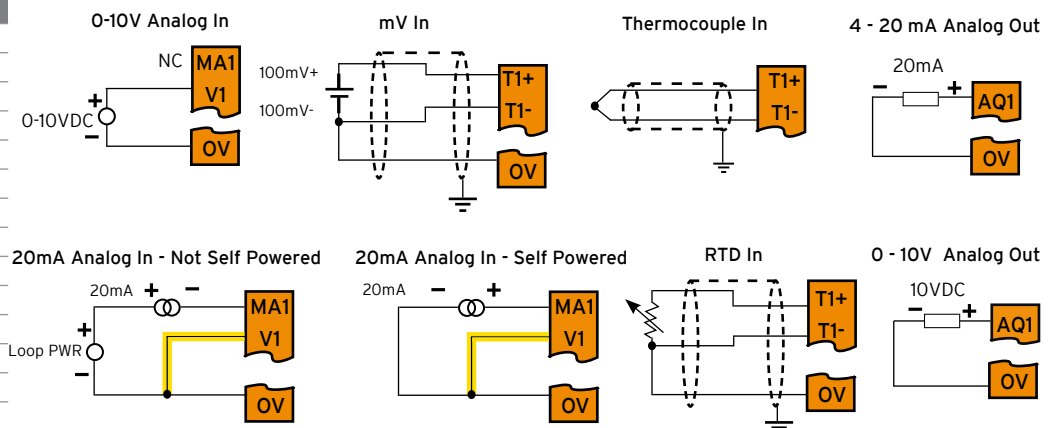 0-10V Analog In
NC
MA1
V1
+
0-10VDC
−
0V
mV In
100mV+
100mV-
T1+
T1-
0V
Thermocouple In
T1+
T1-
4 - 20 mA Analog Out
20mA
− +
AQ1
0V
20mA Analog In - Not Self Powered
20mA + −
MA1
V1
+
Loop PWR
−
0V
20mA Analog In - Self Powered
20mA − +
MA1
V1
0V
RTD In
T1+
T1-
0V
0 - 10V Analog Out
10VDC
− +
AQ1
0V